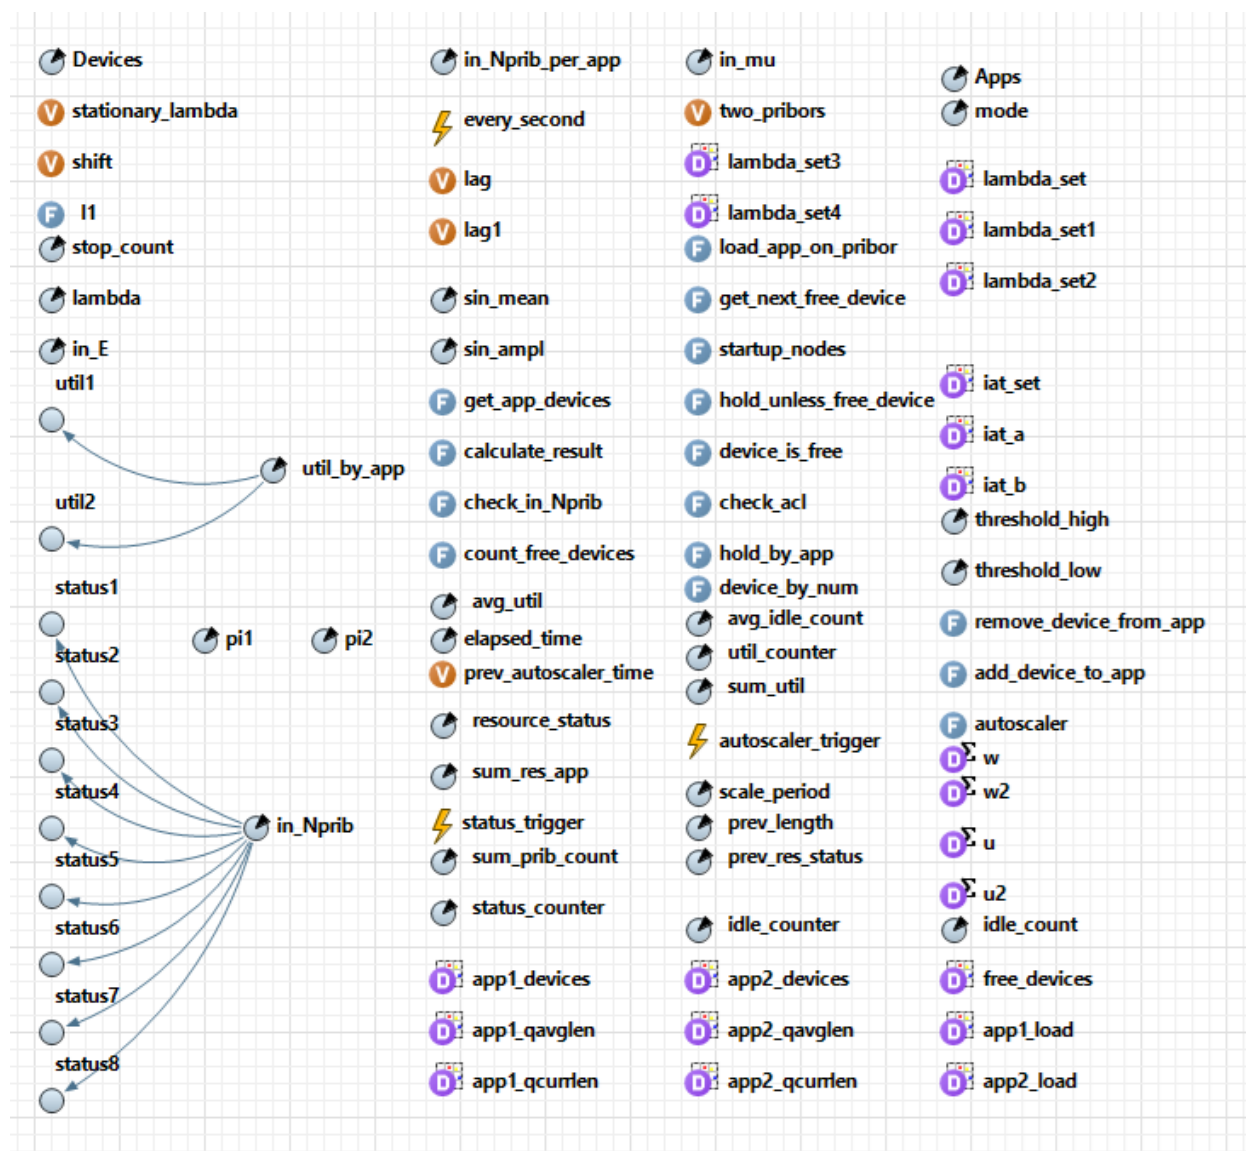 Devices
stationary_lambda
shift
l1
stop_count
lambda
in_E
util1
util_by_app
util2
status1
pi1
pi2
status2
status3
status4
in_Nprib
status5
status6
status7
status8
in_Nprib_per_app
every_second
lag
lag1
sin_mean
sin_ampl
get_app_devices
calculate_result
check_in_Nprib
count_free_devices
avg_util
elapsed_time
prev_autoscaler_time
resource_status
sum_res_app
status_trigger
sum_prib_count
status_counter
app1_devices
app1_qavglen
app1_qcurrlen
in_mu
two_pribors
lambda_set3
lambda_set4
load_app_on_pribor
get_next_free_device
startup_nodes
hold_unless_free_device
device_is_free
check_acl
hold_by_app
device_by_num
avg_idle_count
util_counter
sum_util
autoscaler_trigger
scale_period
prev_length
prev_res_status
idle_counter
app2_devices
app2_qavglen
app2_qcurrlen
Apps
mode
lambda_set
lambda_set1
lambda_set2
iat_set
iat_a
iat_b
threshold_high
threshold_low
remove_device_from_app
add_device_to_app
autoscaler
w
w2
u
u2
idle_count
free_devices
app1_load
app2_load